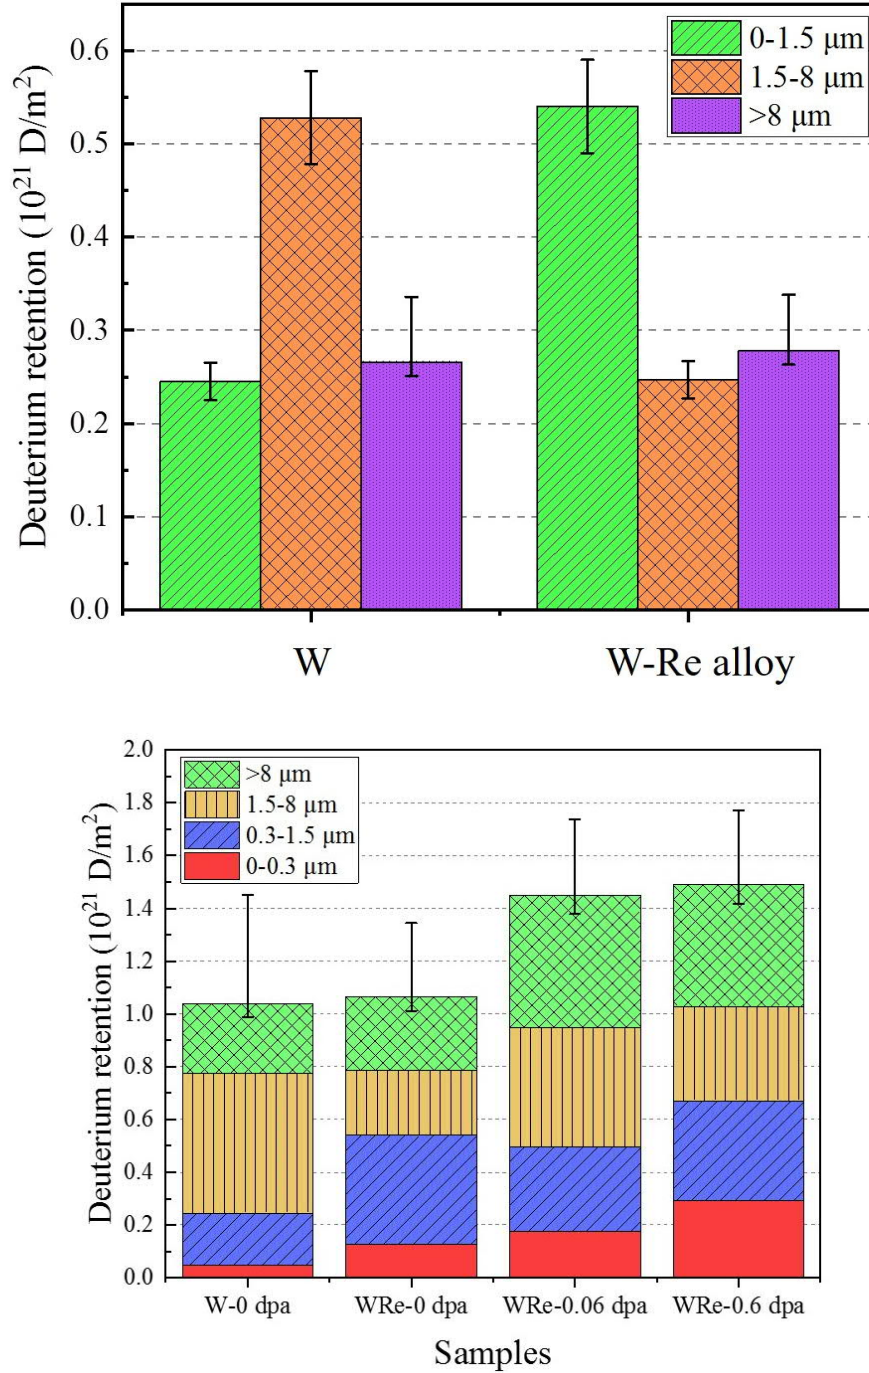 Deuterium retention (10²¹ D/m²)
0.6
0.5
0.4
0.3
0.2
0.1
0.0
0-1.5 μm
1.5-8 μm
>8 μm
W
W-Re alloy
Deuterium retention (10²¹ D/m²)
2.0
1.8
1.6
1.4
1.2
1.0
0.8
0.6
0.4
0.2
0.0
>8 μm
1.5-8 μm
0.3-1.5 μm
0-0.3 μm
W-0 dpa
WRe-0 dpa
WRe-0.06 dpa
WRe-0.6 dpa
Samples